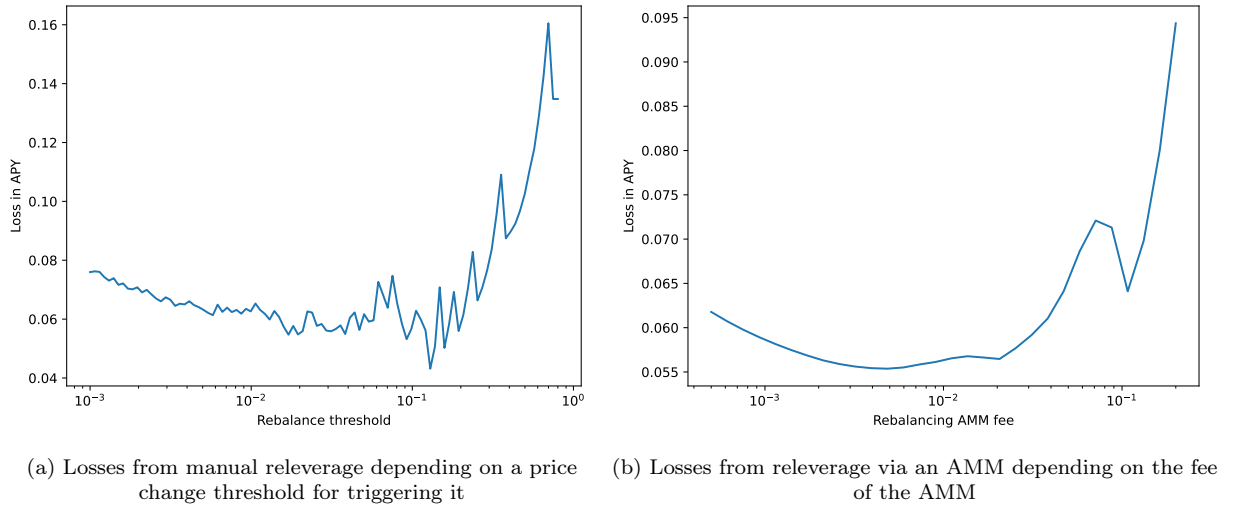 0.16
0.14
0.12
0.10
0.08
0.06
0.04
Loss in APY
10⁻³
10⁻²
10⁻¹
10⁰
Rebalance threshold
(a) Losses from manual releverage depending on a price
change threshold for triggering it
0.095
0.090
0.085
0.080
0.075
0.070
0.065
0.060
0.055
Loss in APY
10⁻³
10⁻²
10⁻¹
Rebalancing AMM fee
(b) Losses from releverage via an AMM depending on the fee
of the AMM